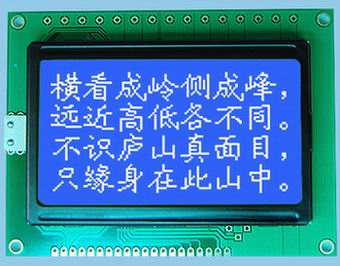 横看成岭侧成峰，
远近高低各不同。
不识庐山真面目，
只缘身在此山中。